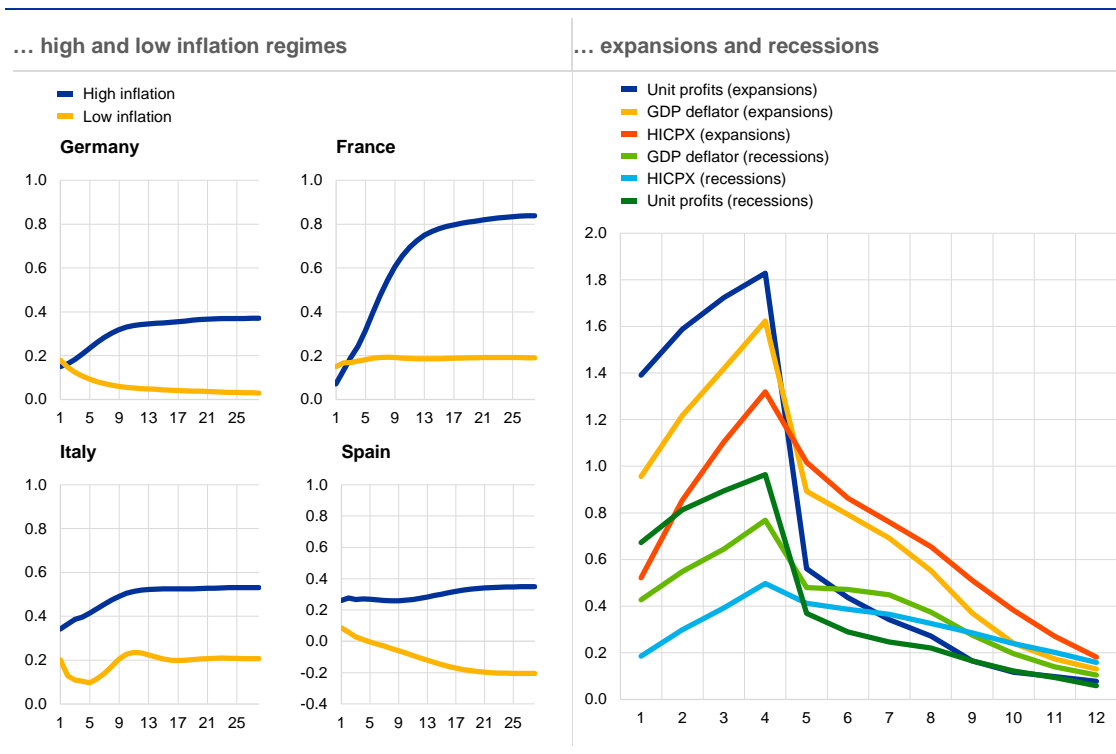 … high and low inflation regimes
High inflation
Low inflation
Germany
France
1.0
0.8
0.6
0.4
0.2
0.0
1 5 9 13 17 21 25
1.0
0.8
0.6
0.4
0.2
0.0
1 5 9 13 17 21 25
Italy
Spain
1.0
0.8
0.6
0.4
0.2
0.0
1 5 9 13 17 21 25
1.0
0.8
0.6
0.4
0.2
0.0
-0.2
-0.4
1 5 9 13 17 21 25
… expansions and recessions
Unit profits (expansions)
GDP deflator (expansions)
HICPX (expansions)
GDP deflator (recessions)
HICPX (recessions)
Unit profits (recessions)
2.0
1.8
1.6
1.4
1.2
1.0
0.8
0.6
0.4
0.2
0.0
1 2 3 4 5 6 7 8 9 10 11 12